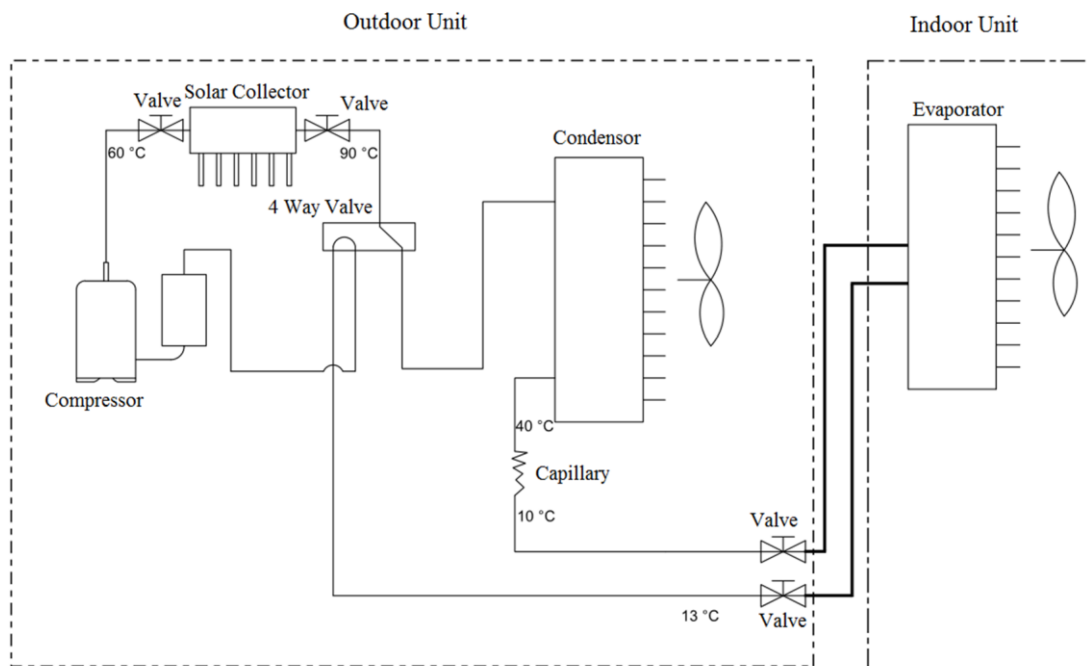 Outdoor Unit
Indoor Unit
Solar Collector
Valve
Valve
60 °C
90 °C
Condensor
Evaporator
4 Way Valve
Compressor
40 °C
Capillary
10 °C
Valve
13 °C
Valve